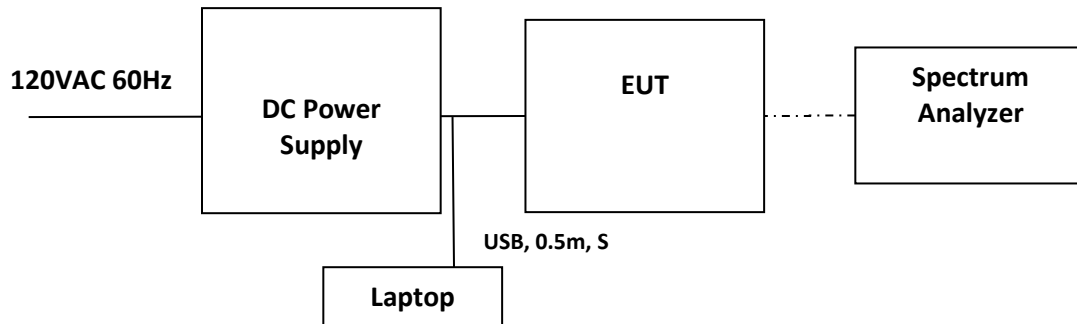 120VAC 60Hz
DC Power
Supply
EUT
Spectrum
Analyzer
USB, 0.5m, S
Laptop